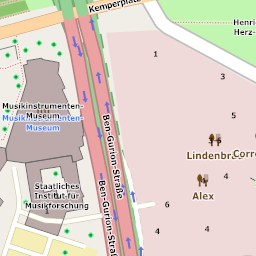 Kemperplatz
Henri
Herz-
1
3
4
5
Musikinstrumenten-
Museum
Musikinstrumenten-
Museum
Ben-Gurion-Straße
Lindenbr
Corre
4
Staatliches
Institut für
Musikforschung
1
Alex
Ben-Gurion-Straße
5
6